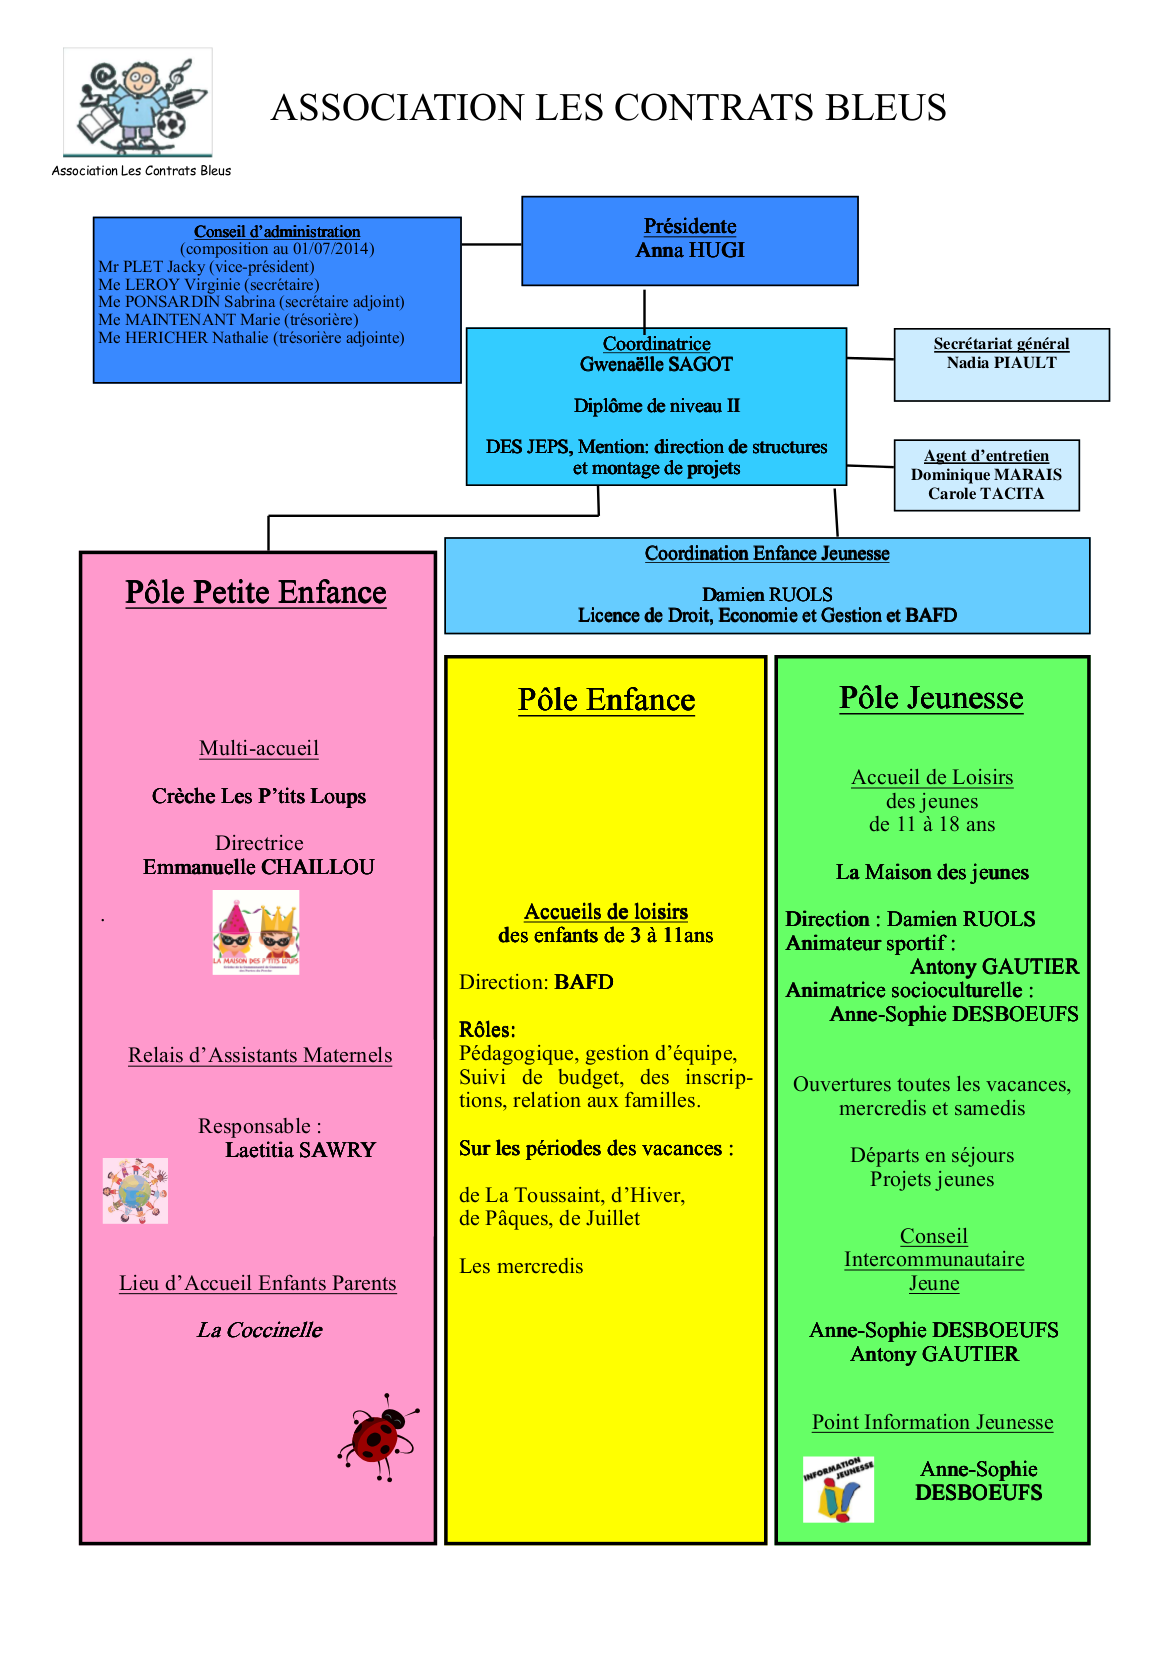 ASSOCIATION LES CONTRATS BLEUS
Association Les Contrats Bleus
Présidente
Anna HUGI
Conseil d’administration
(composition au 01/07/2014)
Mr PLET Jacky (vice-président)
Me LEROY Virginie (secrétaire)
Me PONSARDIN Sabrina (secrétaire adjoint)
Me MAINTENANT Marie (trésorière)
Me HERICHER Nathalie (trésorière adjointe)
Coordinatrice
Gwenaëlle SAGOT
Diplôme de niveau II
DES JEPS, Mention: direction de structures
et montage de projets
Secrétariat général
Nadia PIAULT
Agent d’entretien
Dominique MARAIS
Carole TACITA
Coordination Enfance Jeunesse
Damien RUOLS
Licence de Droit, Economie et Gestion et BAFD
Pôle Petite Enfance
Multi-accueil
Crèche Les P’tits Loups
Directrice
Emmanuelle CHAILLOU
.
LA MAISON DES P'TITS LOUPS
Relais d’Assistants Maternels
Responsable :
Laetitia SAWRY
Lieu d’Accueil Enfants Parents
La Coccinelle
Pôle Enfance
Accueils de loisirs
des enfants de 3 à 11ans
Direction: BAFD
Rôles:
Pédagogique, gestion d’équipe,
Suivi de budget, des inscrip-
tions, relation aux familles.
Sur les périodes des vacances :
de La Toussaint, d’Hiver,
de Pâques, de Juillet
Les mercredis
Pôle Jeunesse
Accueil de Loisirs
des jeunes
de 11 à 18 ans
La Maison des jeunes
Direction : Damien RUOLS
Animateur sportif :
Antony GAUTIER
Animatrice socioculturelle :
Anne-Sophie DESBOEUFS
Ouvertures toutes les vacances,
mercredis et samedis
Départs en séjours
Projets jeunes
Conseil
Intercommunautaire
Jeune
Anne-Sophie DESBOEUFS
Antony GAUTIER
Point Information Jeunesse
INFORMATION
JEUNESSE
Anne-Sophie
DESBOEUFS